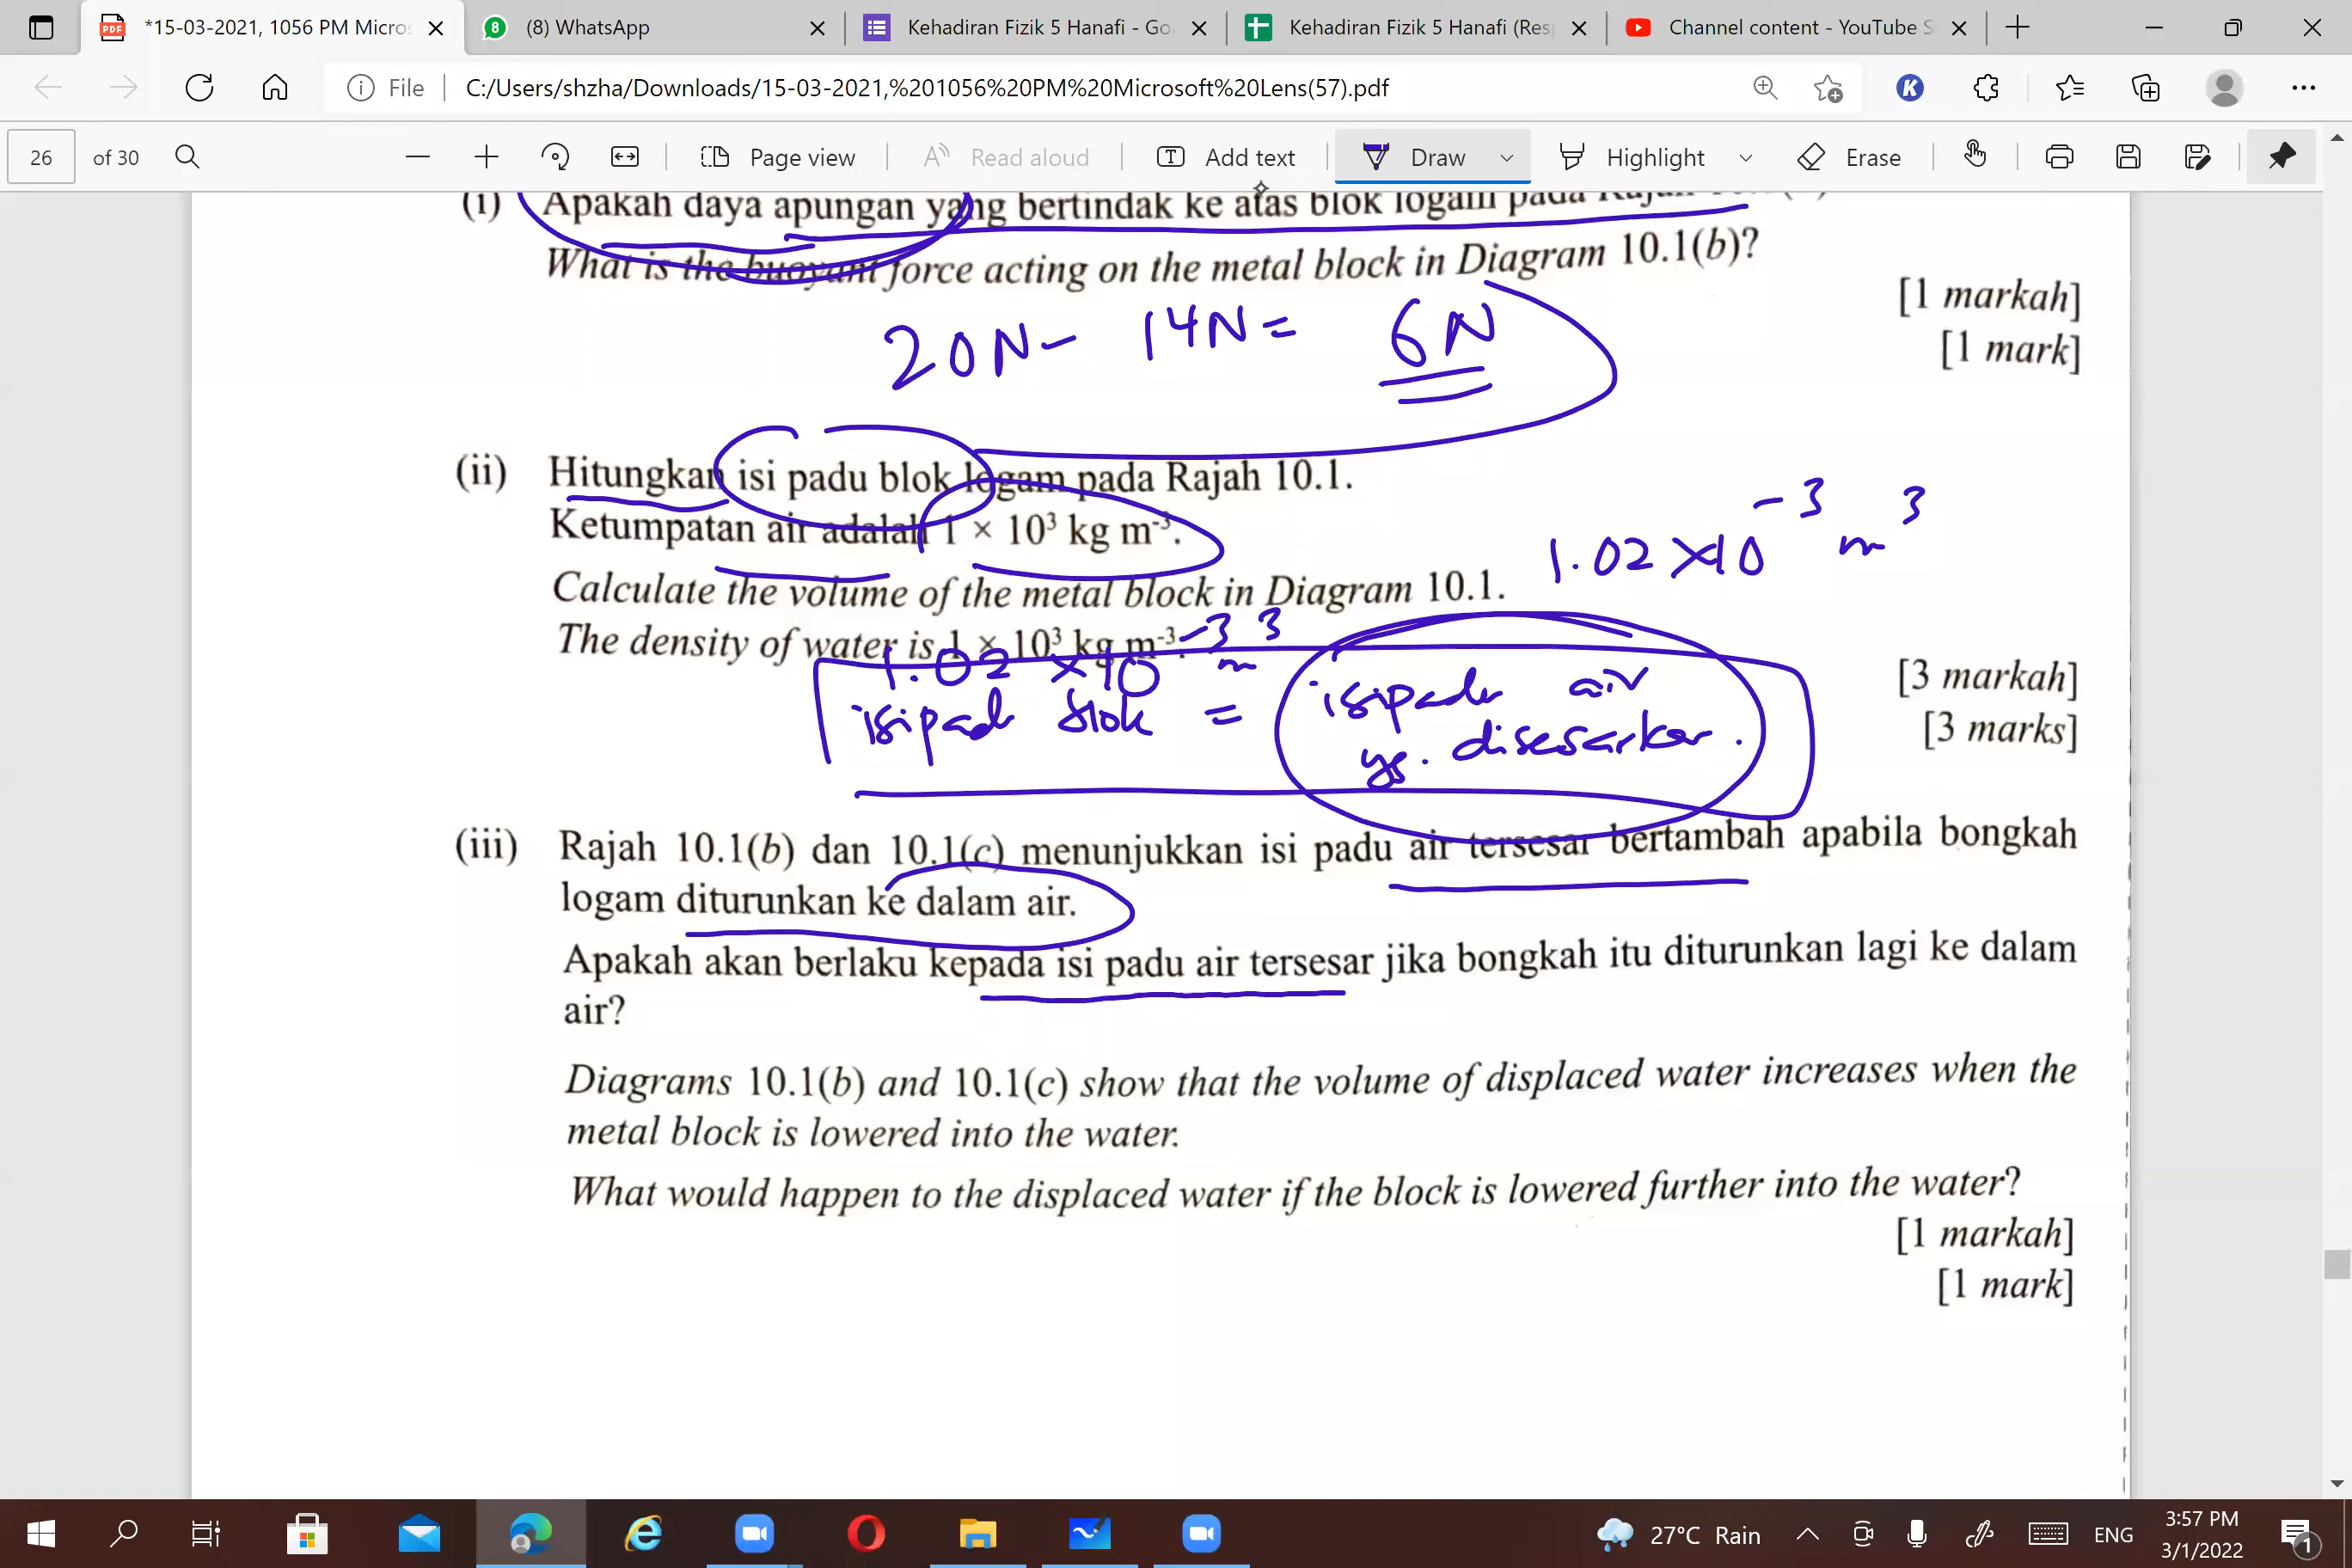 *15-03-2021, 1056 PM Micros
(8) WhatsApp
Kehadiran Fizik 5 Hanafi - Go
Kehadiran Fizik 5 Hanafi (Res
Channel content - YouTube S
File
C:/Users/shzha/Downloads/15-03-2021,%201056%20PM%20Microsoft%20Lens(57).pdf
26 of 30
Page view
Read aloud
Add text
Draw
Highlight
Erase
(i) Apakah daya apungan yang bertindak ke atas blok logam pada
What is the buoyant force acting on the metal block in Diagram 10.1(b)?
[1 markah]
[1 mark]
20N - 14N = 6N
(ii) Hitungkan isi padu blok logam pada Rajah 10.1.
Ketumpatan air adalah 1 × 10³ kg m⁻³.
1.02 × 10⁻³ m³
Calculate the volume of the metal block in Diagram 10.1.
The density of water is 1 × 10³ kg m⁻³.
1.02 × 10⁻³ m³
[3 markah]
[3 marks]
isipadu blok = isipadu air
yg. disesarkan.
(iii) Rajah 10.1(b) dan 10.1(c) menunjukkan isi padu air tersesar bertambah apabila bongkah
logam diturunkan ke dalam air.
Apakah akan berlaku kepada isi padu air tersesar jika bongkah itu diturunkan lagi ke dalam
air?
Diagrams 10.1(b) and 10.1(c) show that the volume of displaced water increases when the
metal block is lowered into the water.
What would happen to the displaced water if the block is lowered further into the water?
[1 markah]
[1 mark]
27°C Rain
ENG
3:57 PM
3/1/2022
1